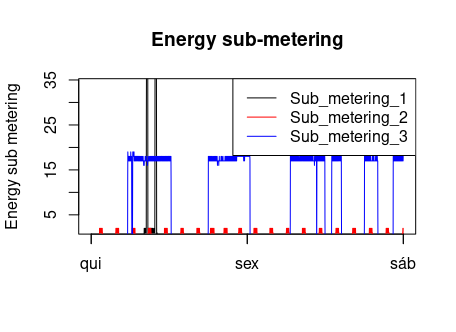 Energy sub-metering
Energy sub metering
35
25
15
5
Sub_metering_1
Sub_metering_2
Sub_metering_3
qui
sex
sáb